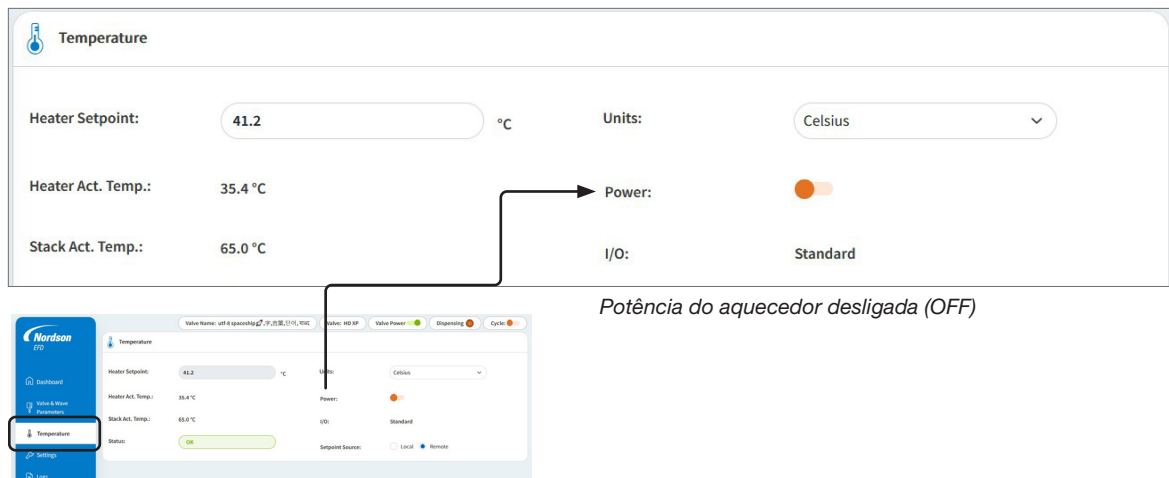 Temperature
Heater Setpoint: 41.2 °C Units: Celsius
Heater Act. Temp.: 35.4 °C Power:
Stack Act. Temp.: 65.0 °C I/O: Standard
Potência do aquecedor desligada (OFF)
Nordson
EFD
Valve Name: utf-8 spaceship Valve: HD XP Valve Power Dispensing Cycle:
Temperature
Heater Setpoint: 41.2 °C Units: Celsius
Dashboard
Heater Act. Temp.: 35.4 °C Power:
Valve & Wave
Parameters
Stack Act. Temp.: 65.0 °C I/O: Standard
Temperature
Status: OK Setpoint Source: Local Remote
Settings
Logs